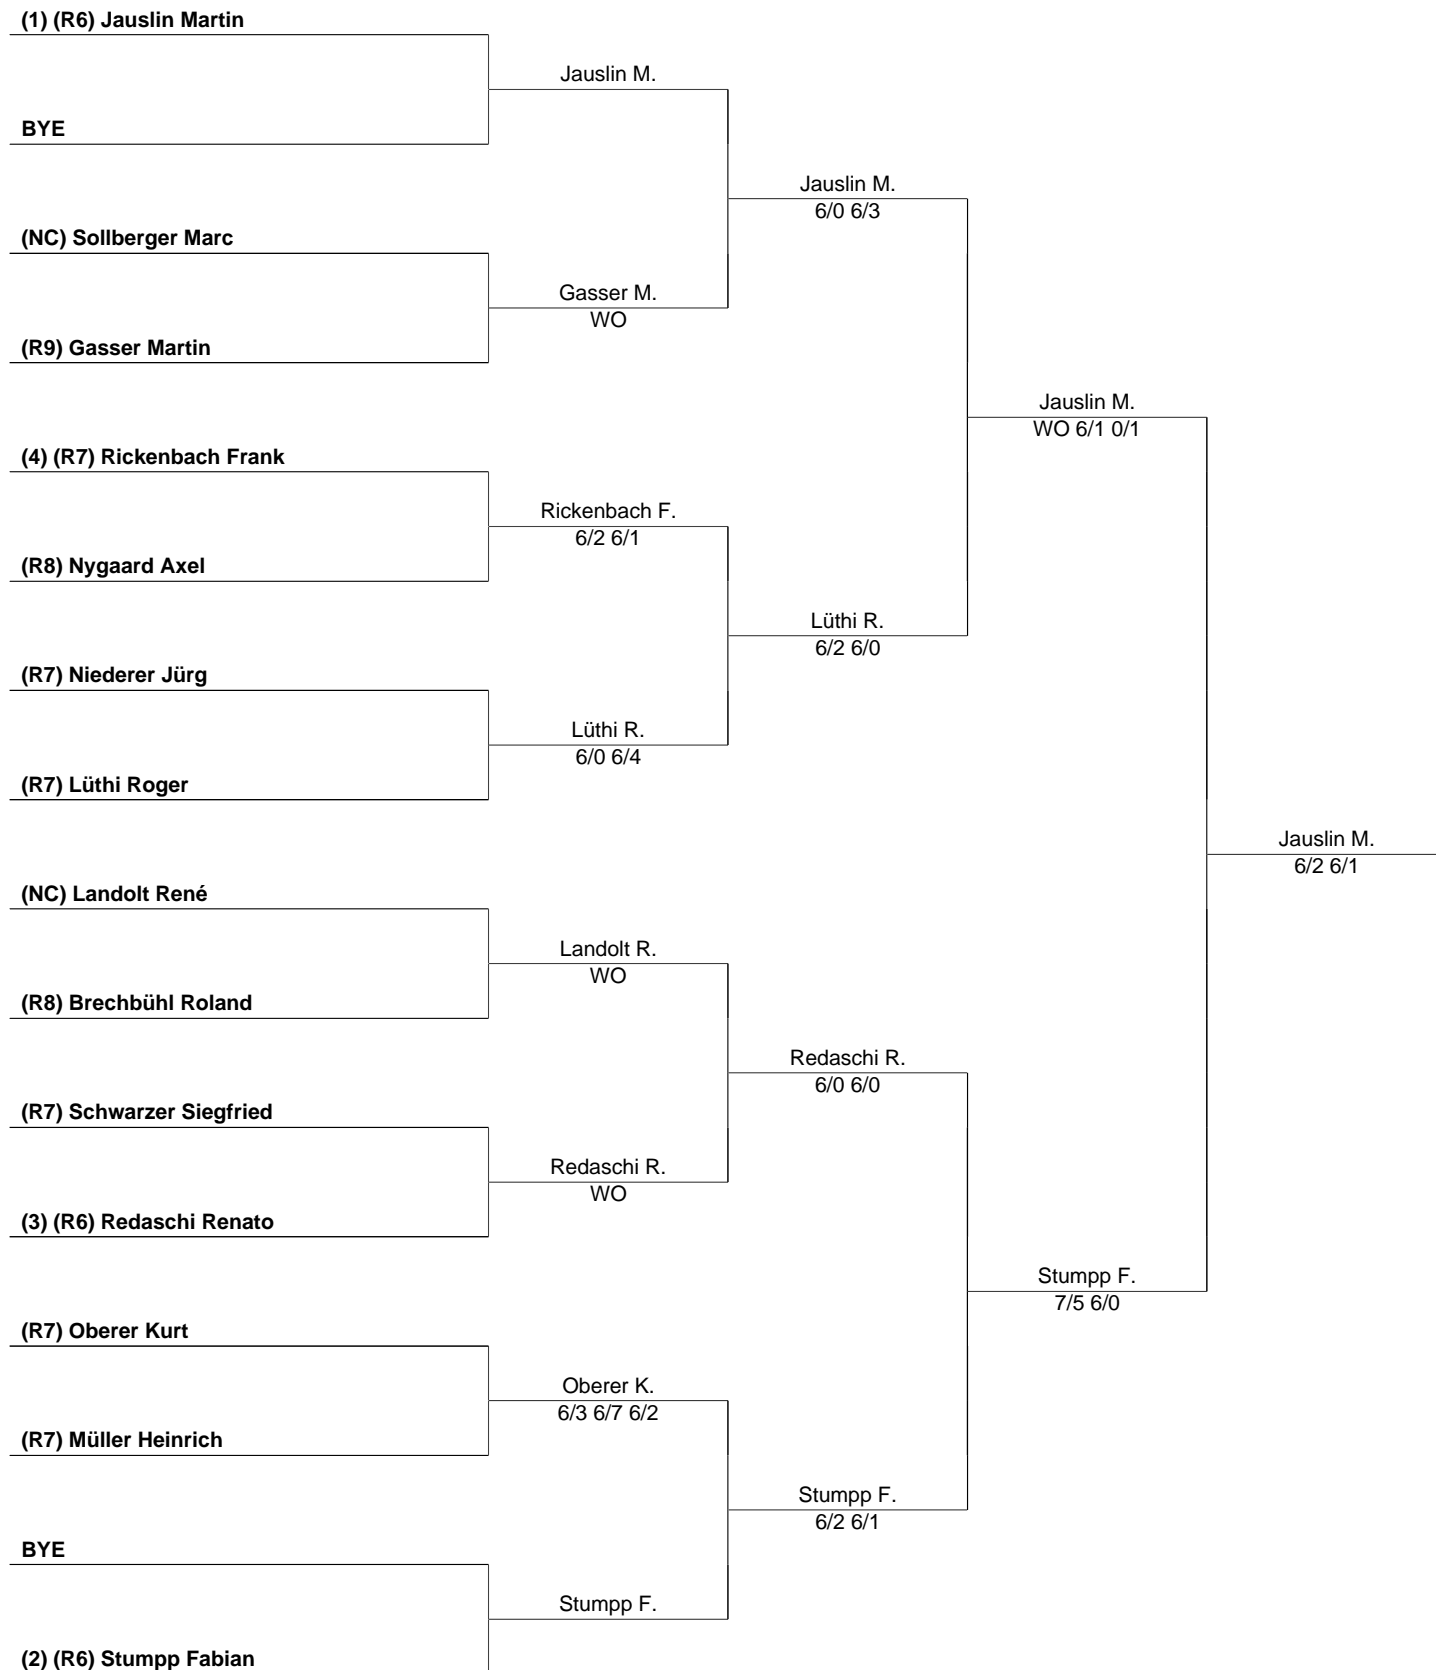 (1) (R6) Jauslin Martin
Jauslin M.
BYE
Jauslin M.
6/0 6/3
(NC) Sollberger Marc
Gasser M.
WO
(R9) Gasser Martin
Jauslin M.
WO 6/1 0/1
(4) (R7) Rickenbach Frank
Rickenbach F.
6/2 6/1
(R8) Nygaard Axel
Lüthi R.
6/2 6/0
(R7) Niederer Jürg
Lüthi R.
6/0 6/4
(R7) Lüthi Roger
Jauslin M.
6/2 6/1
(NC) Landolt René
Landolt R.
WO
(R8) Brechbühl Roland
Redaschi R.
6/0 6/0
(R7) Schwarzer Siegfried
Redaschi R.
WO
(3) (R6) Redaschi Renato
Stumpp F.
7/5 6/0
(R7) Oberer Kurt
Oberer K.
6/3 6/7 6/2
(R7) Müller Heinrich
Stumpp F.
6/2 6/1
BYE
Stumpp F.
(2) (R6) Stumpp Fabian